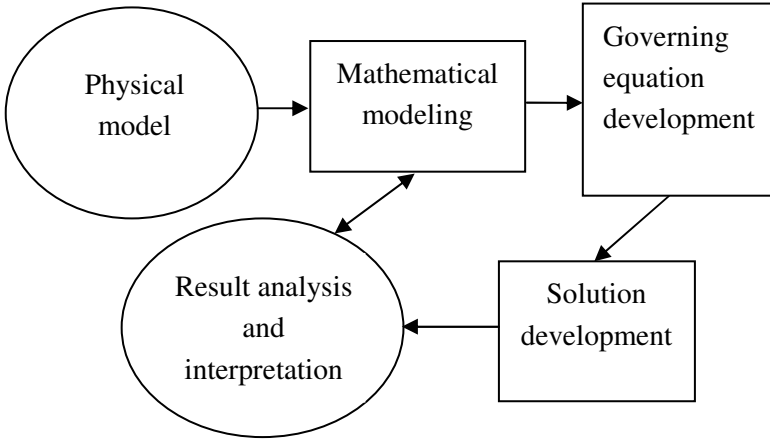 Physical
model
Mathematical
modeling
Governing
equation
development
Solution
development
Result analysis
and
interpretation